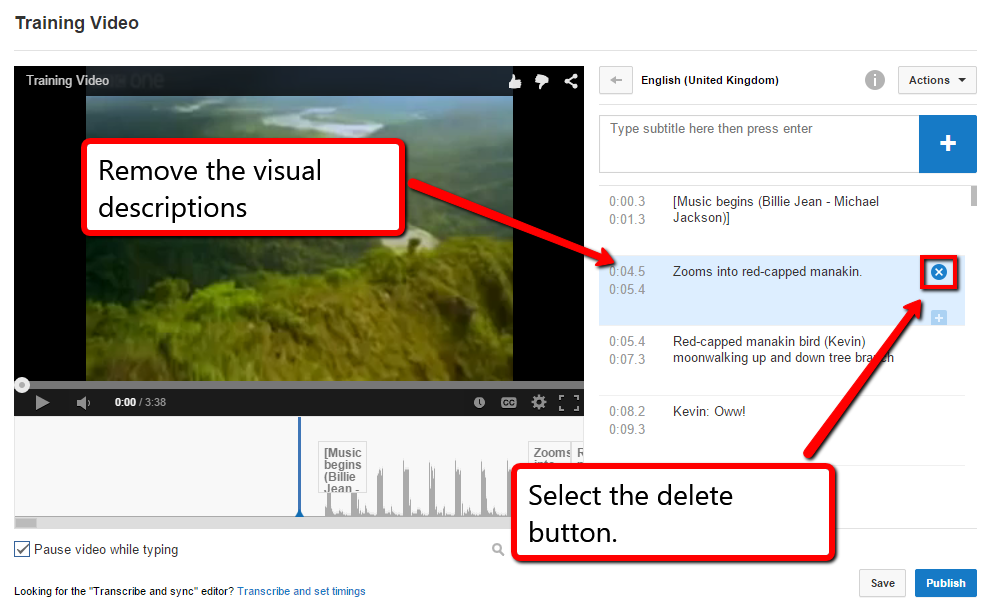 Training Video
Training Video
English (United Kingdom)
Actions
Type subtitle here then press enter
Remove the visual
descriptions
0:00.3
0:01.3
[Music begins (Billie Jean - Michael
Jackson)]
0:04.5
0:05.4
Zooms into red-capped manakin.
0:05.4
0:07.3
Red-capped manakin bird (Kevin)
moonwalking up and down tree branch
0:08.2
0:09.3
Kevin: Oww!
0:00 / 3:38
CC
[Music
begins
(Billie
Jean -
Zooms
into
Select the delete
button.
Pause video while typing
Looking for the "Transcribe and sync" editor? Transcribe and set timings
Save
Publish